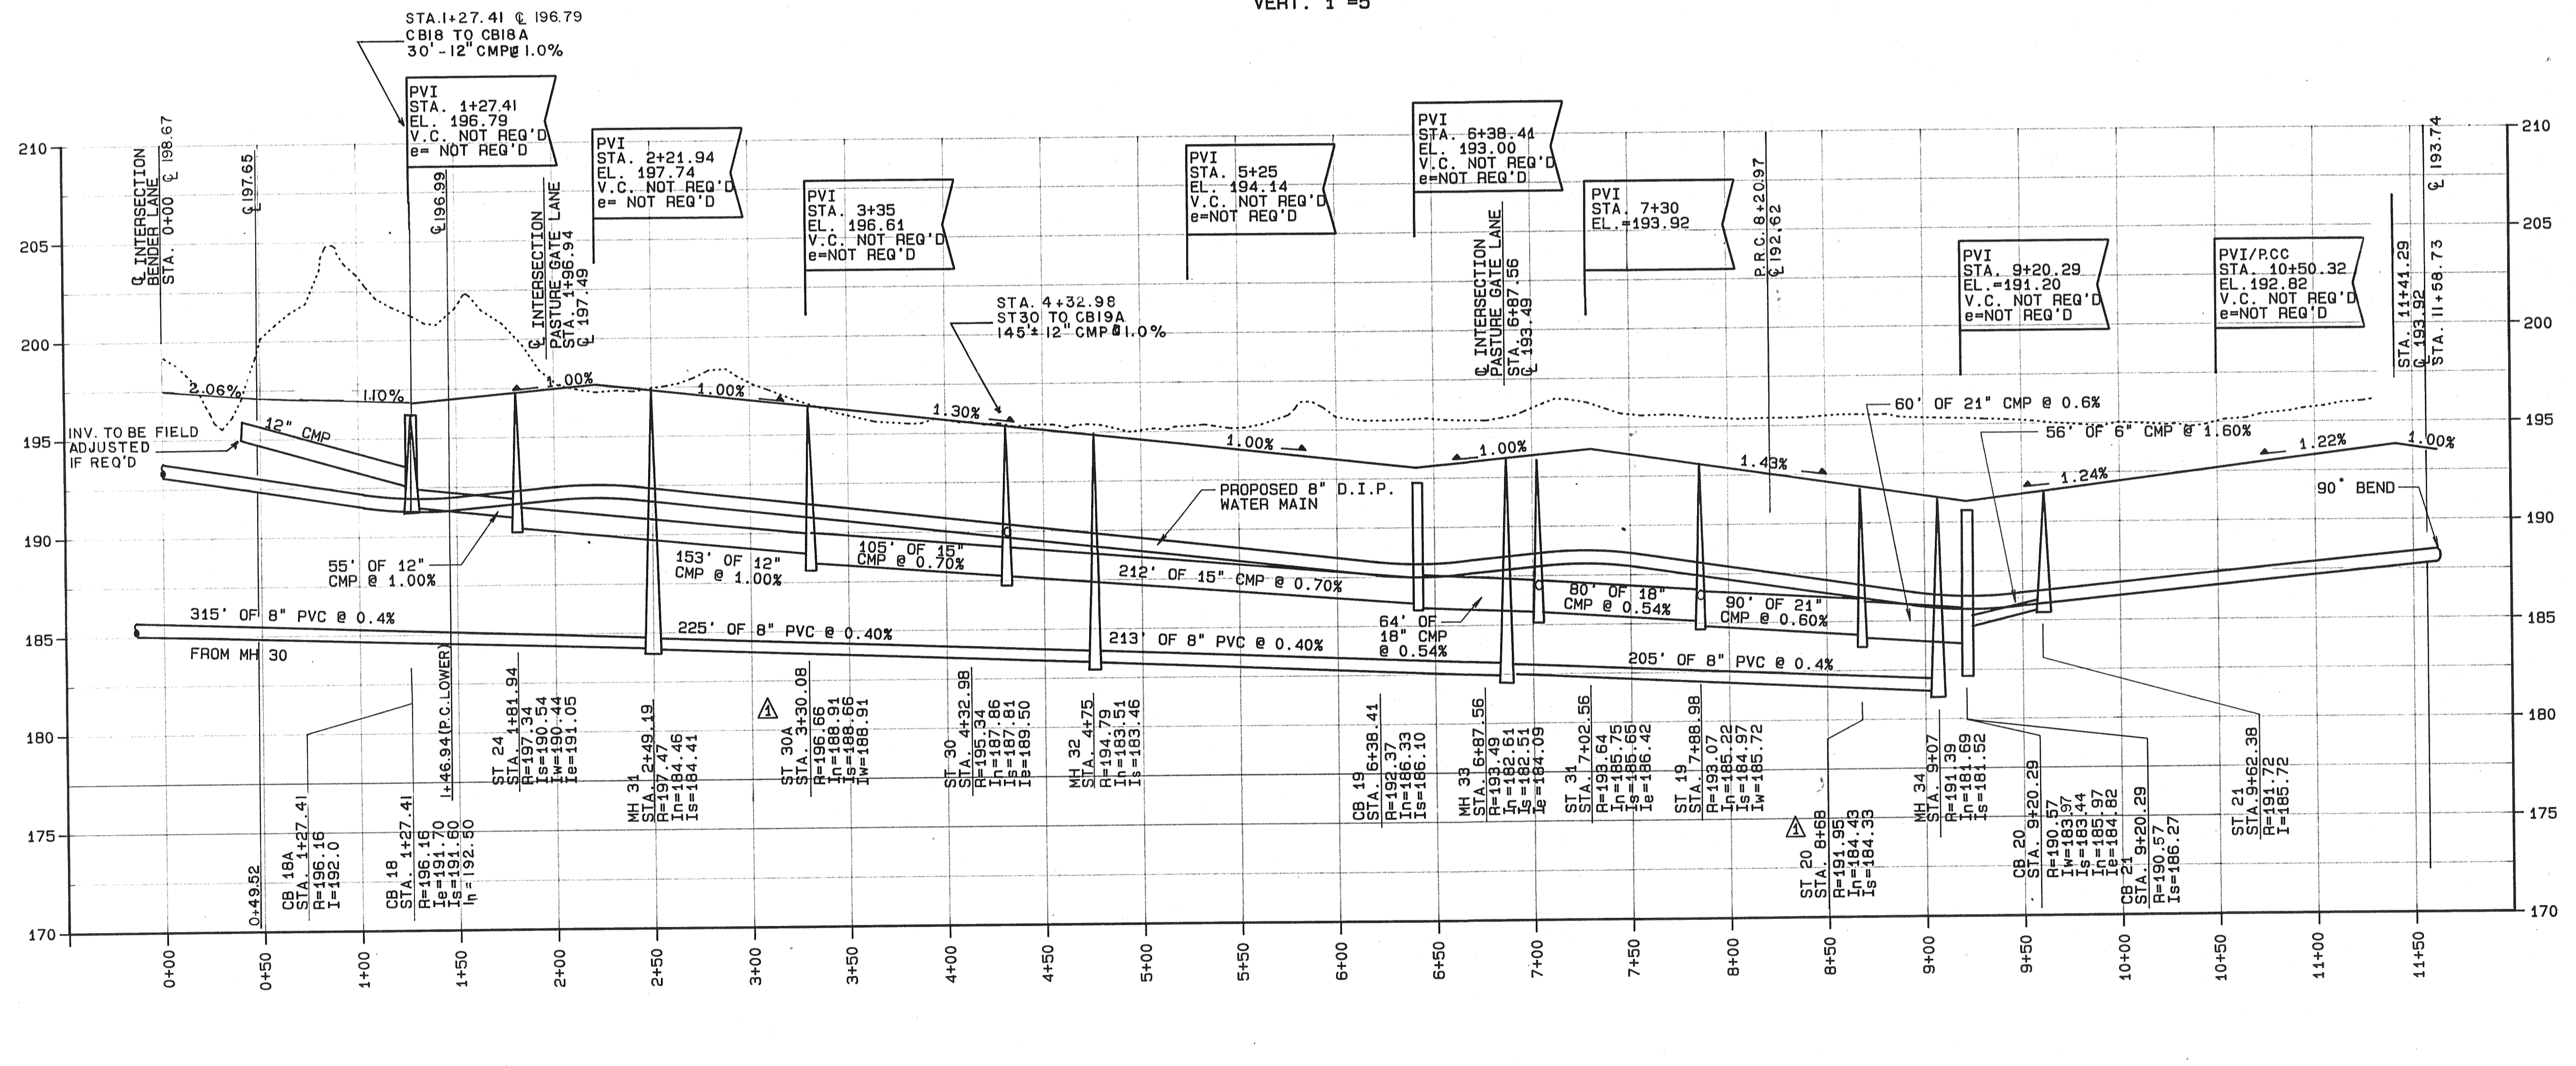 VERT. 1"=5'
STA.1+27.41 ℄ 196.79
CB18 TO CB18A
30'-12" CMP@ 1.0%
PVI
STA. 1+27.41
EL. 196.79
V.C. NOT REQ'D
e= NOT REQ'D
PVI
STA. 2+21.94
EL. 197.74
V.C. NOT REQ'D
e= NOT REQ'D
PVI
STA. 3+35
EL. 196.61
V.C. NOT REQ'D
e=NOT REQ'D
PVI
STA. 5+25
EL. 194.14
V.C. NOT REQ'D
e=NOT REQ'D
PVI
STA. 6+38.41
EL. 193.00
V.C. NOT REQ'D
e=NOT REQ'D
PVI
STA. 7+30
EL.=193.92
PVI
STA. 9+20.29
EL.=191.20
V.C. NOT REQ'D
e=NOT REQ'D
PVI/P.CC
STA. 10+50.32
EL.192.82
V.C. NOT REQ'D
e=NOT REQ'D
℄ INTERSECTION
BENDER LANE
STA. 0+00 ℄ 198.67
℄ 197.65
℄ 196.99
℄ INTERSECTION
PASTURE GATE LANE
STA. 1+96.94
℄ 197.49
STA. 4+32.98
ST30 TO CB19A
145'± 12" CMP @ 1.0%
℄ INTERSECTION
PASTURE GATE LANE
STA. 6+87.56
℄ 193.49
P.R.C. 8+20.97
℄ 192.62
STA. 11+41.29
℄ 193.92
STA. 11+58.73
℄ 193.74
210
205
200
195
190
185
180
175
170
210
205
200
195
190
185
180
175
170
2.06%
1.10%
1.00%
1.00%
1.30%
1.00%
1.00%
1.43%
1.24%
1.22%
1.00%
INV. TO BE FIELD
ADJUSTED
IF REQ'D
12" CMP
60' OF 21" CMP @ 0.6%
56' OF 6" CMP @ 1.60%
90° BEND
PROPOSED 8" D.I.P.
WATER MAIN
55' OF 12"
CMP @ 1.00%
153' OF 12"
CMP @ 1.00%
105' OF 15"
CMP @ 0.70%
212' OF 15" CMP @ 0.70%
64' OF
18" CMP
@ 0.54%
80' OF 18"
CMP @ 0.54%
90' OF 21"
CMP @ 0.60%
315' OF 8" PVC @ 0.4%
FROM MH 30
225' OF 8" PVC @ 0.40%
213' OF 8" PVC @ 0.40%
205' OF 8" PVC @ 0.4%
0+49.52
CB 18A
STA. 1+27.41
R=196.16
I=192.0
CB 18
STA. 1+27.41
R=196.16
Ie=191.70
Is=191.60
In=192.50
1+46.94(P.C.LOWER)
ST 24
STA. 1+81.94
R=197.34
Is=190.54
Iw=190.44
Ie=191.05
MH 31
STA. 2+49.19
R=197.47
In=184.46
Is=184.41
1
ST 30A
STA. 3+30.08
R=196.66
In=188.91
Is=188.66
Iw=188.91
ST 30
STA. 4+32.98
R=195.34
In=187.86
Is=187.81
Ie=189.50
MH 32
STA. 4+75
R=194.79
In=183.51
Is=183.46
CB 19
STA. 6+38.41
R=192.37
In=186.33
Is=186.10
MH 33
STA. 6+87.56
R=193.49
In=182.61
Is=182.51
Ie=184.09
ST 31
STA. 7+02.56
R=193.64
In=185.75
Is=185.65
Ie=186.42
ST 19
STA. 7+88.98
R=193.07
In=185.22
Is=184.97
Iw=185.72
1
ST 20
STA. 8+68
R=191.95
In=184.43
Is=184.33
MH 34
STA. 9+07
R=191.39
In=181.69
Is=181.52
CB 20
STA. 9+20.29
R=190.57
Iw=183.97
Is=183.44
In=185.97
Ie=184.82
CB 21
STA. 9+20.29
R=190.57
Is=186.27
ST 21
STA.9+62.38
R=191.72
I=185.72
0+00
0+50
1+00
1+50
2+00
2+50
3+00
3+50
4+00
4+50
5+00
5+50
6+00
6+50
7+00
7+50
8+00
8+50
9+00
9+50
10+00
10+50
11+00
11+50